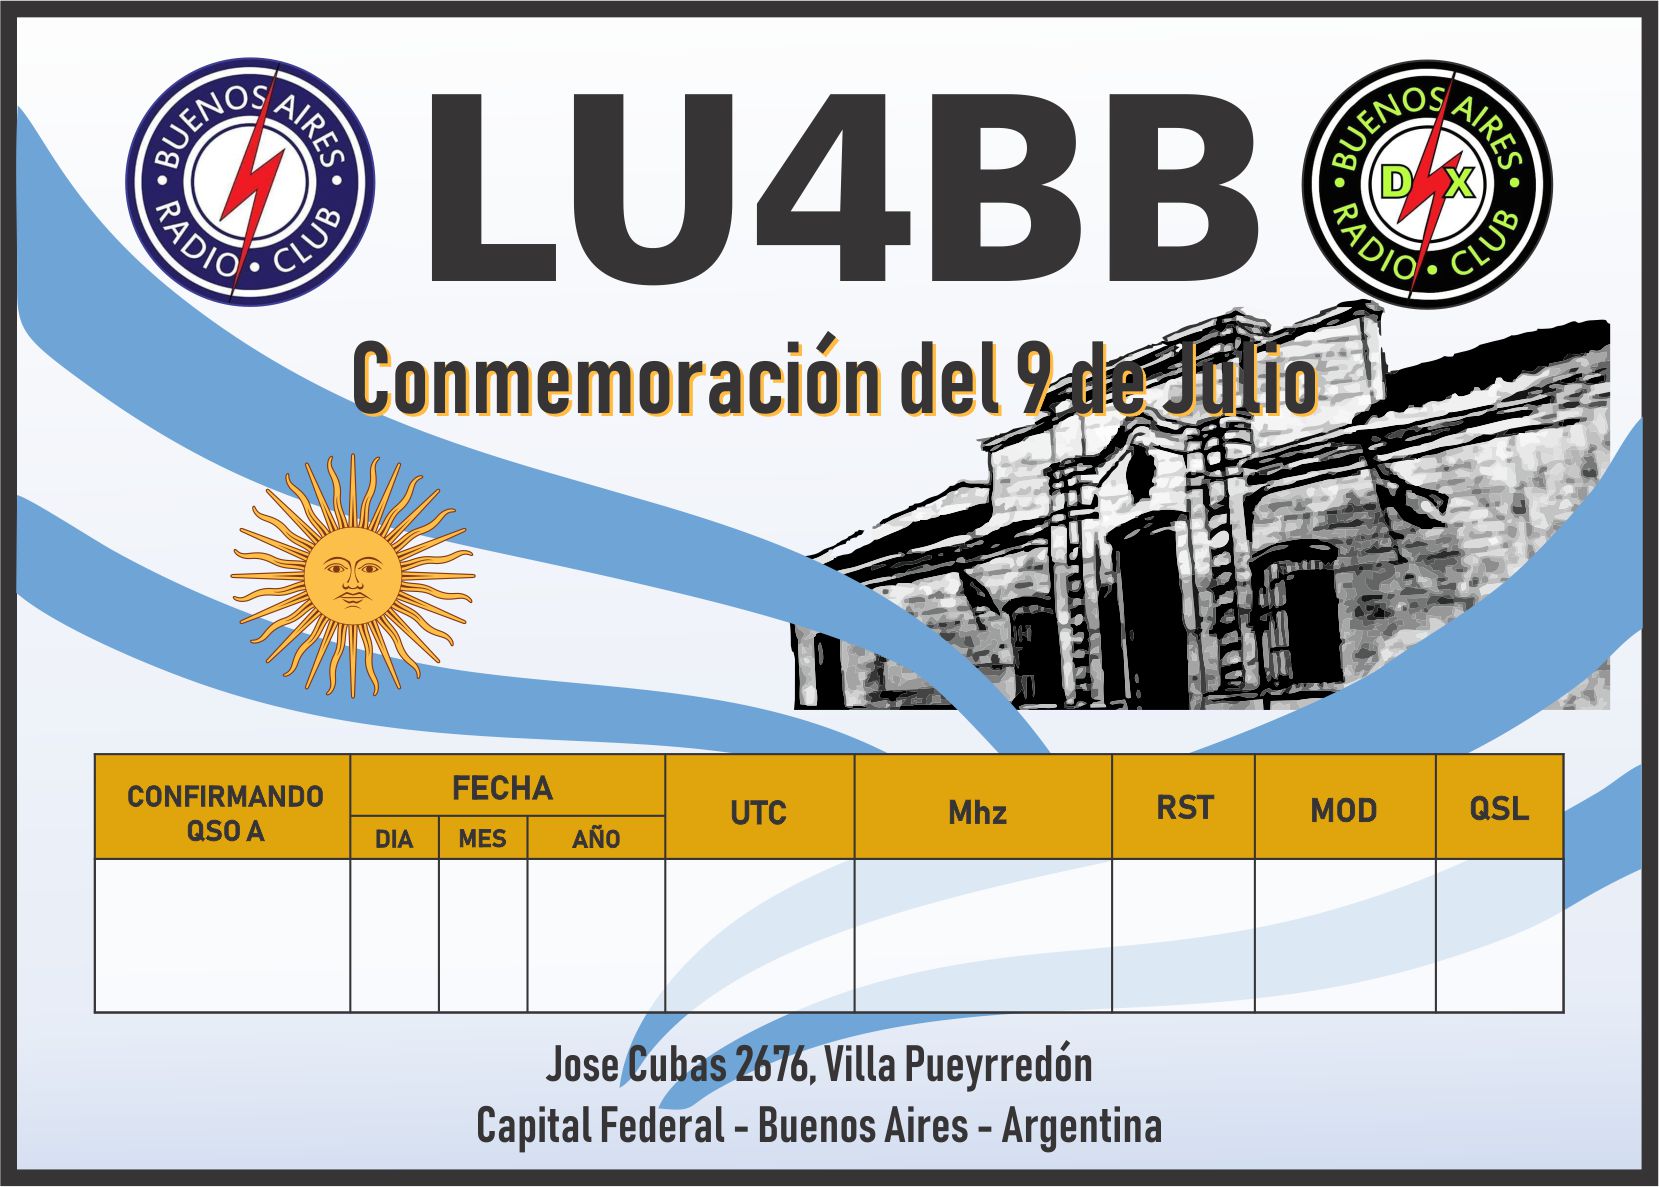 BUENOS AIRES
RADIO CLUB
LU4BB
BUENOS AIRES
DX
RADIO CLUB
Conmemoración del 9 de Julio
CONFIRMANDO
QSO A
FECHA
DIA MES AÑO
UTC
Mhz
RST
MOD
QSL
Jose Cubas 2676, Villa Pueyrredón
Capital Federal - Buenos Aires - Argentina